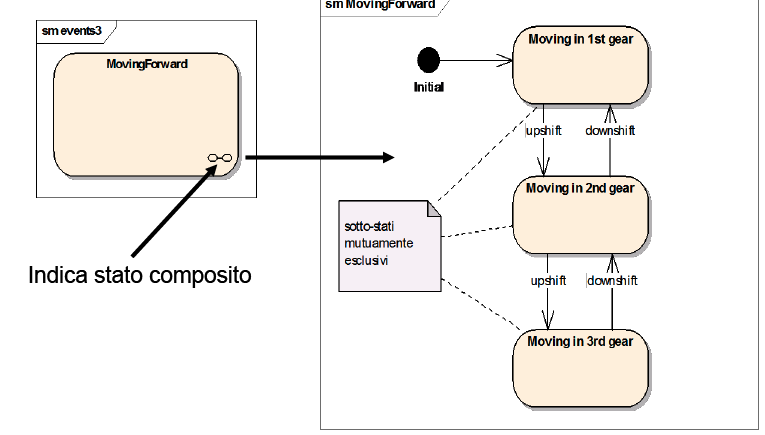 sm events3
MovingForward
Indica stato composito
sm MovingForward
Initial
Moving in 1st gear
upshift
downshift
Moving in 2nd gear
sotto-stati
mutuamente
esclusivi
upshift
downshift
Moving in 3rd gear